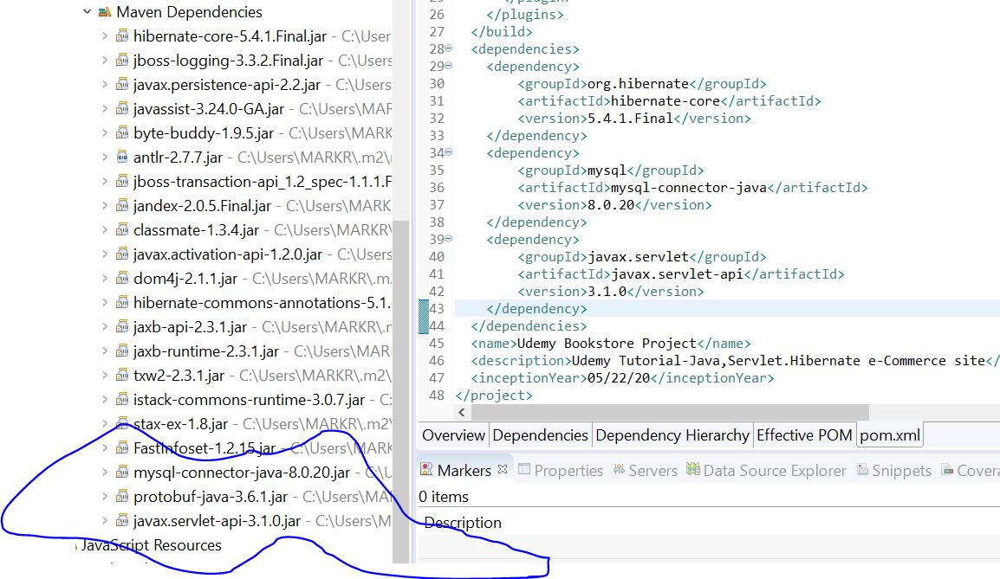 Maven Dependencies
hibernate-core-5.4.1.Final.jar - C:\User
jboss-logging-3.3.2.Final.jar - C:\Users
javax.persistence-api-2.2.jar - C:\Users
javassist-3.24.0-GA.jar - C:\Users\MAR
byte-buddy-1.9.5.jar - C:\Users\MARK
antlr-2.7.7.jar - C:\Users\MARKR\.m2\
jboss-transaction-api_1.2_spec-1.1.1.F
jandex-2.0.5.Final.jar - C:\Users\MARK
classmate-1.3.4.jar - C:\Users\MARKR\
javax.activation-api-1.2.0.jar - C:\Users
dom4j-2.1.1.jar - C:\Users\MARKR\.m2
hibernate-commons-annotations-5.1.
jaxb-api-2.3.1.jar - C:\Users\MARKR\.r
jaxb-runtime-2.3.1.jar - C:\Users\MARK
txw2-2.3.1.jar - C:\Users\MARKR\.m2\
istack-commons-runtime-3.0.7.jar - C:
stax-ex-1.8.jar - C:\Users\MARKR\.m2\
FastInfoset-1.2.15.jar - C:\Users\MARK
mysql-connector-java-8.0.20.jar - C:\U
protobuf-java-3.6.1.jar - C:\Users\MA
javax.servlet-api-3.1.0.jar - C:\Users\M
JavaScript Resources
26 </plugins>
27 </build>
28 <dependencies>
29 <dependency>
30 <groupId>org.hibernate</groupId>
31 <artifactId>hibernate-core</artifactId>
32 <version>5.4.1.Final</version>
33 </dependency>
34 <dependency>
35 <groupId>mysql</groupId>
36 <artifactId>mysql-connector-java</artifactId>
37 <version>8.0.20</version>
38 </dependency>
39 <dependency>
40 <groupId>javax.servlet</groupId>
41 <artifactId>javax.servlet-api</artifactId>
42 <version>3.1.0</version>
43 </dependency>
44 </dependencies>
45 <name>Udemy Bookstore Project</name>
46 <description>Udemy Tutorial-Java,Servlet.Hibernate e-Commerce site</
47 <inceptionYear>05/22/20</inceptionYear>
48 </project>
Overview Dependencies Dependency Hierarchy Effective POM pom.xml
Markers Properties Servers Data Source Explorer Snippets Covera
0 items
Description